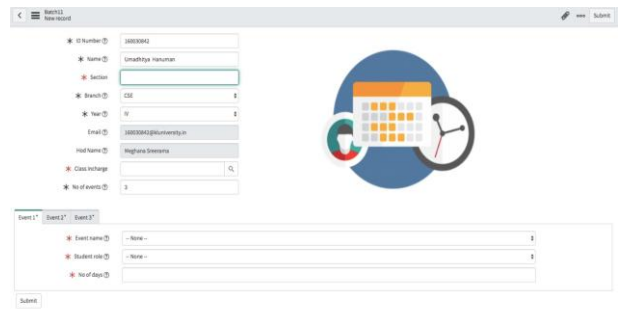 Batch11
New record
Submit
ID Number
160030842
Name
Umadhitya Hanuman
Section
Branch
CSE
Year
IV
Email
160030842@kluniversity.in
Hod Name
Meghana Sreerama
Class Incharge
No of events
3
Event 1* Event 2* Event 3*
Event name
-- None --
Student role
-- None --
No of days
Submit